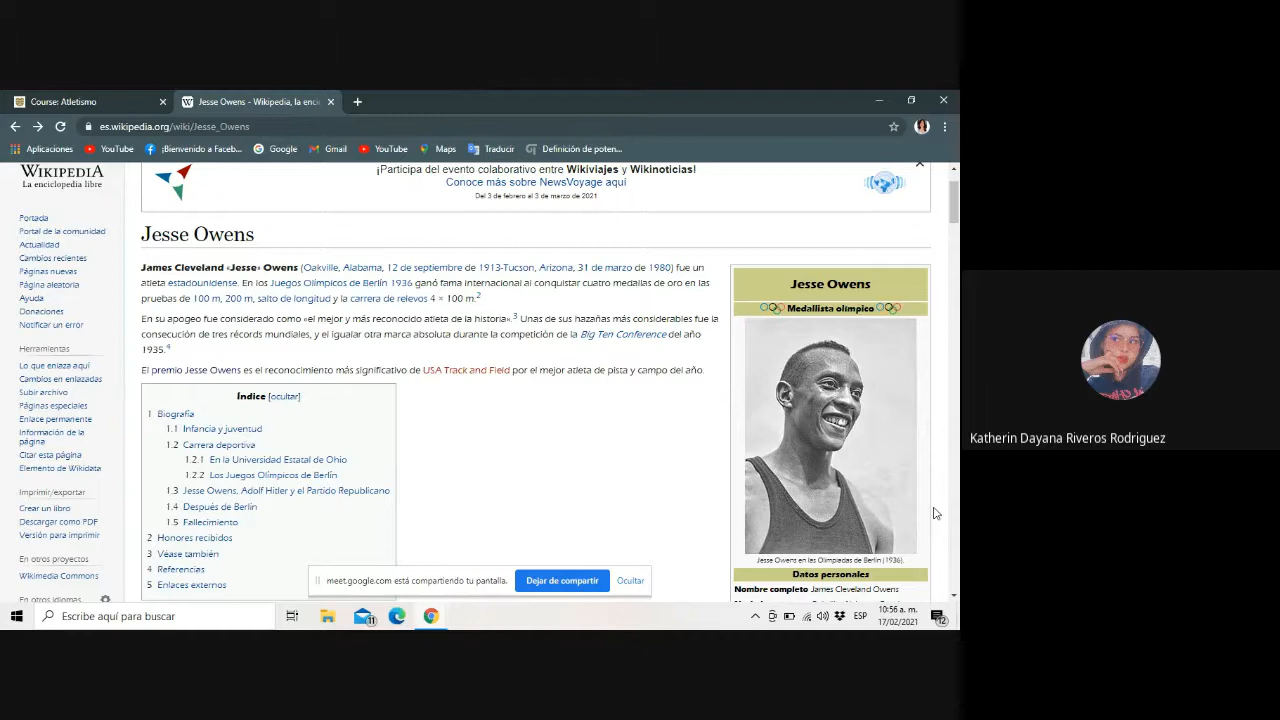 Course: Atletismo
Jesse Owens - Wikipedia, la enci
es.wikipedia.org/wiki/Jesse_Owens
Aplicaciones
YouTube
¡Bienvenido a Faceb...
Google
Gmail
YouTube
Maps
Traducir
Definición de poten...
WIKIPEDIA
La enciclopedia libre
Portada
Portal de la comunidad
Actualidad
Cambios recientes
Páginas nuevas
Página aleatoria
Ayuda
Donaciones
Notificar un error
Herramientas
Lo que enlaza aquí
Cambios en enlazadas
Subir archivo
Páginas especiales
Enlace permanente
Información de la
página
Citar esta página
Elemento de Wikidata
Imprimir/exportar
Crear un libro
Descargar como PDF
Versión para imprimir
En otros proyectos
Wikimedia Commons
En otros idiomas
¡Participa del evento colaborativo entre Wikiviajes y Wikinoticias!
Conoce más sobre NewsVoyage aquí
Del 3 de febrero al 3 de marzo de 2021
Jesse Owens
James Cleveland «Jesse» Owens (Oakville, Alabama, 12 de septiembre de 1913-Tucson, Arizona, 31 de marzo de 1980) fue un
atleta estadounidense. En los Juegos Olímpicos de Berlín 1936 ganó fama internacional al conquistar cuatro medallas de oro en las
pruebas de 100 m, 200 m, salto de longitud y la carrera de relevos 4 × 100 m.2
En su día fue considerado como «el mejor y más reconocido atleta de la historia».3 Unas de sus hazañas más considerables fue la
consecución de tres récords mundiales, y el igualar otra marca absoluta durante la competición de la Big Ten Conference del año
1935.4
El premio Jesse Owens es el reconocimiento más significativo de USA Track and Field por el mejor atleta de pista y campo del año.
Índice [ocultar]
1 Biografía
1.1 Infancia y juventud
1.2 Carrera deportiva
1.2.1 En la Universidad Estatal de Ohio
1.2.2 Los Juegos Olímpicos de Berlín
1.3 Jesse Owens, Adolf Hitler y el Partido Republicano
1.4 Después de Berlín
1.5 Fallecimiento
2 Honores recibidos
3 Véase también
4 Referencias
5 Enlaces externos
Jesse Owens
Medallista olímpico
Jesse Owens en las Olimpiadas de Berlín (1936).
Datos personales
Nombre completo James Cleveland Owens
meet.google.com está compartiendo tu pantalla.
Dejar de compartir
Ocultar
Escribe aquí para buscar
11
ESP
10:56 a. m.
17/02/2021
12
Katherin Dayana Riveros Rodriguez